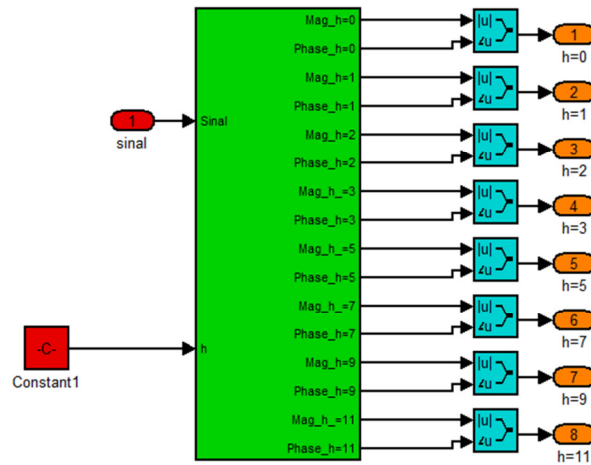 Mag_h=0
|u|
1
Phase_h=0
∠u
h=0
Mag_h=1
|u|
2
Phase_h=1
∠u
h=1
1
Sinal
sinal
Mag_h=2
|u|
3
Phase_h=2
∠u
h=2
Mag_h_=3
|u|
4
Phase_h=3
∠u
h=3
Mag_h_=5
|u|
5
Phase_h=5
∠u
h=5
Mag_h_=7
|u|
6
Phase_h=7
∠u
h=7
-C-
h
Constant1
Mag_h=9
|u|
7
Phase_h=9
∠u
h=9
Mag_h_=11
|u|
8
Phase_h=11
∠u
h=11